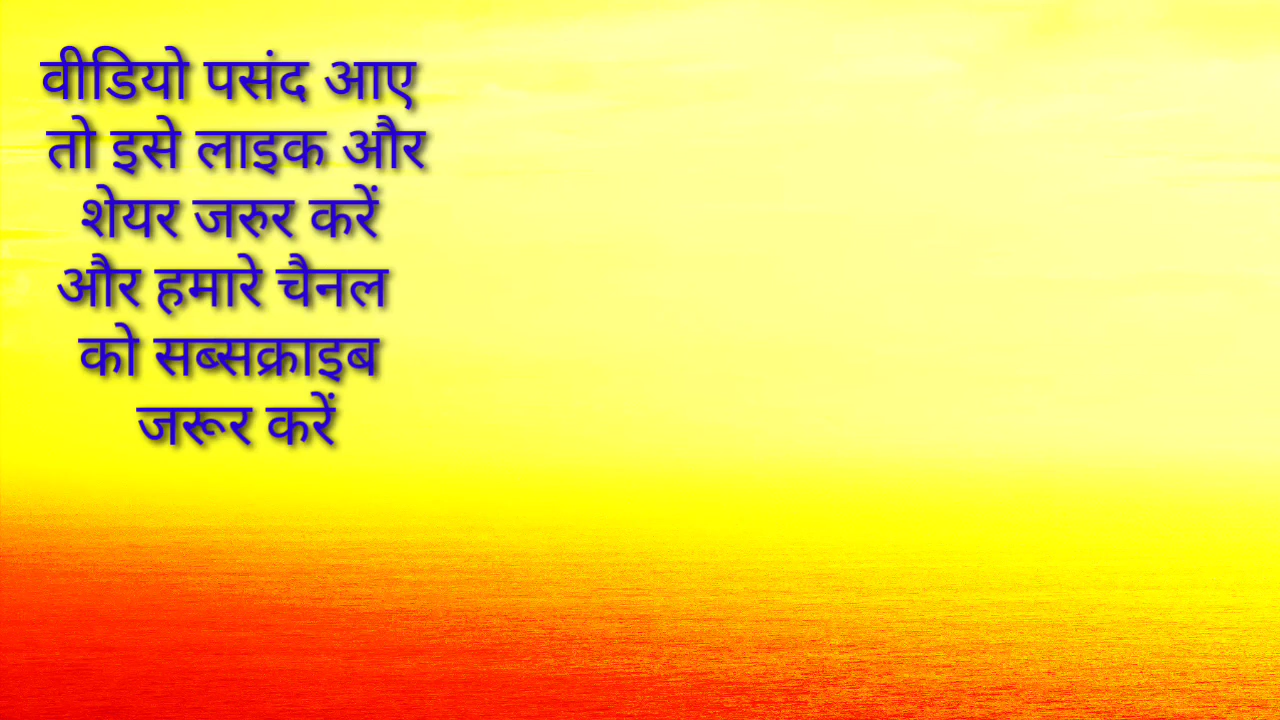 वीडियो पसंद आए
तो इसे लाइक और
शेयर जरुर करें
और हमारे चैनल
को सब्सक्राइब
जरूर करें